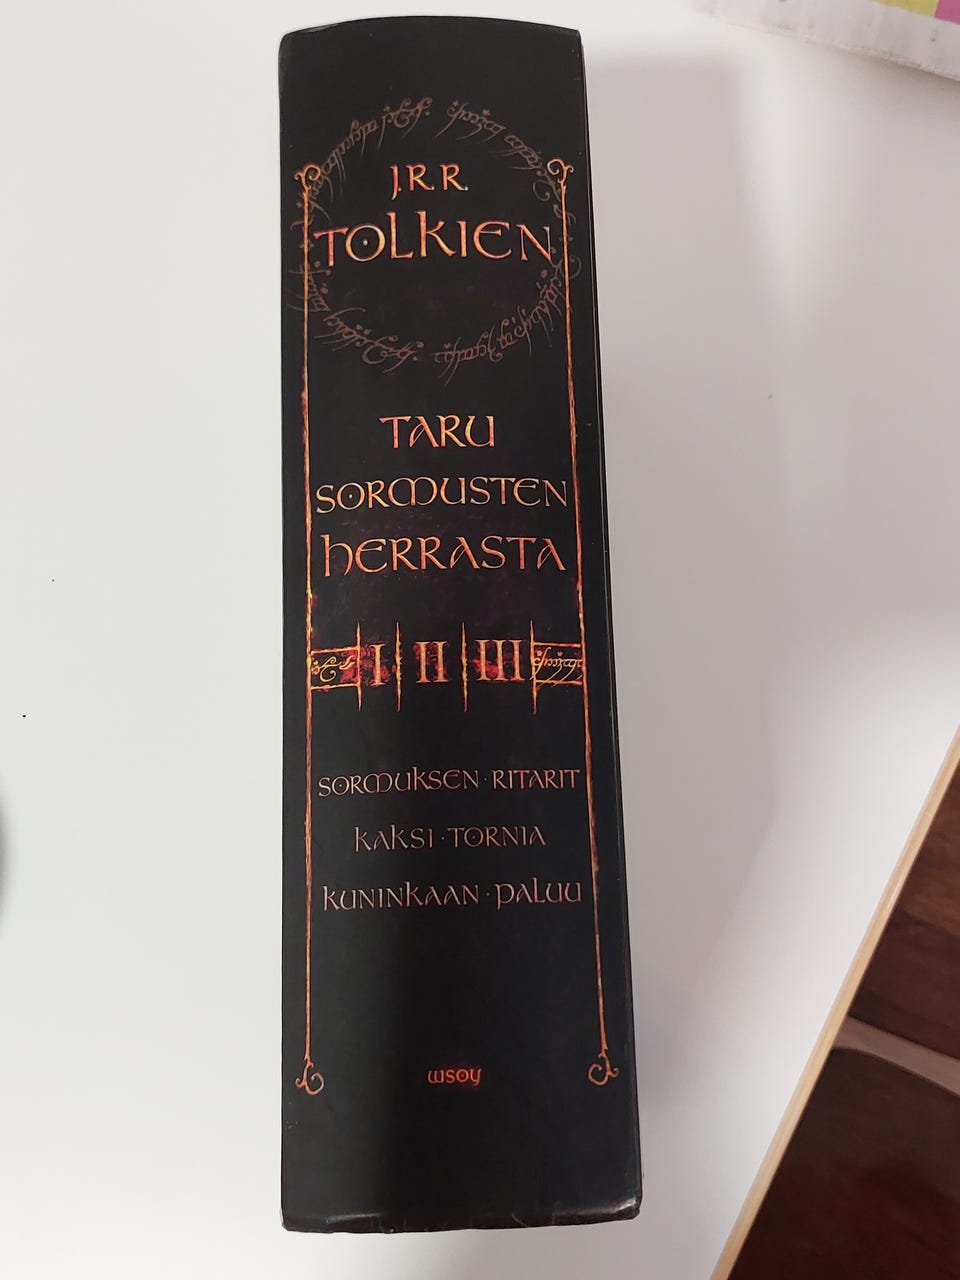 J.R.R.
TOLKIEN
TARU
SORMUSTEN
HERRASTA
I II III
SORMUKSEN · RITARIT
KAKSI · TORNIA
KUNINKAAN · PALUU
WSOY